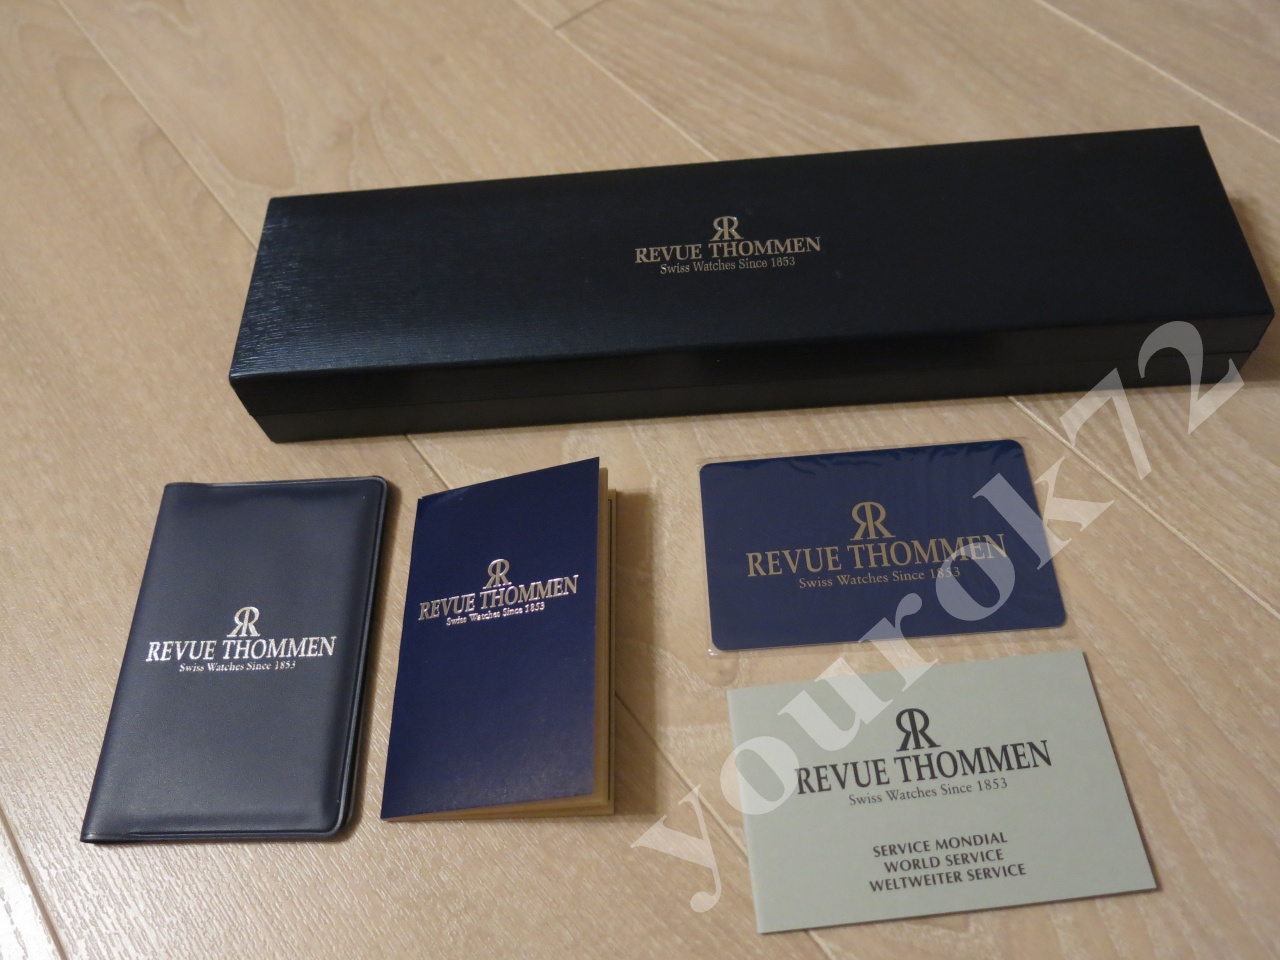 RR
REVUE THOMMEN
Swiss Watches Since 1853
RR
REVUE THOMMEN
Swiss Watches Since 1853
RR
REVUE THOMMEN
Swiss Watches Since 1853
RR
REVUE THOMMEN
Swiss Watches Since 1853
RR
REVUE THOMMEN
Swiss Watches Since 1853
SERVICE MONDIAL
WORLD SERVICE
WELTWEITER SERVICE
yourok72